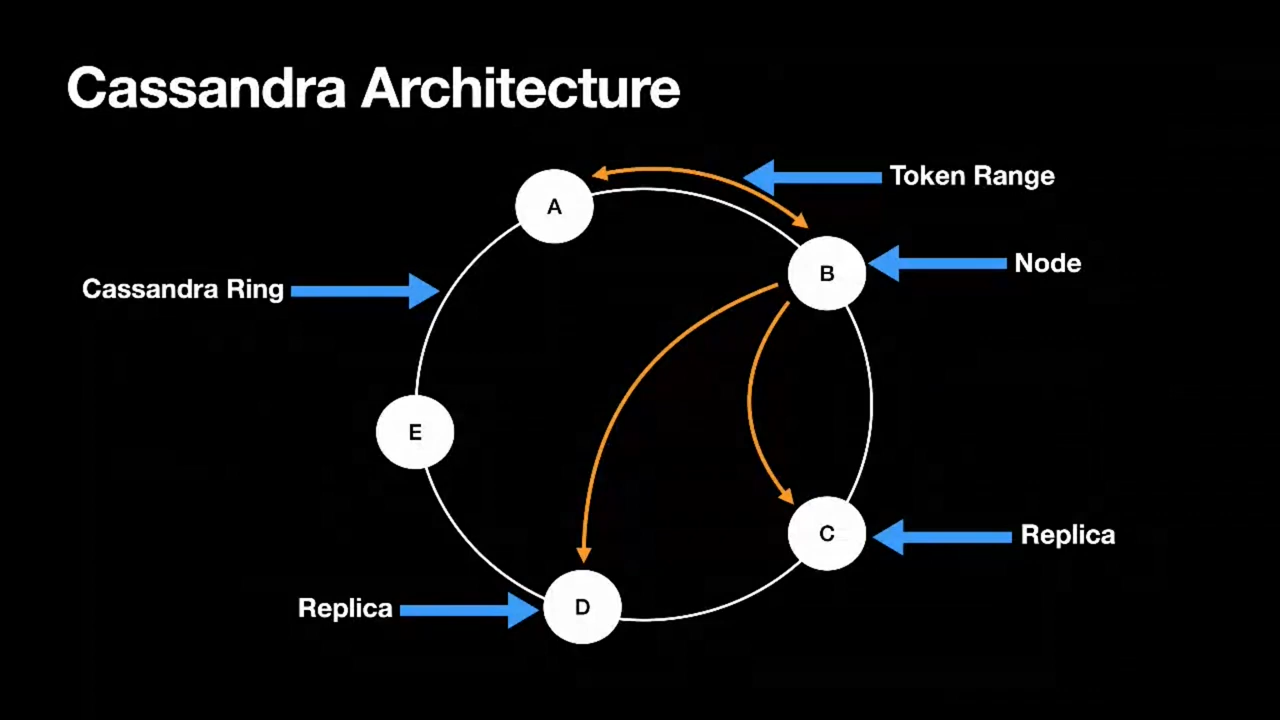 Cassandra Architecture
Token Range
A
Node
B
Cassandra Ring
E
C
Replica
Replica
D